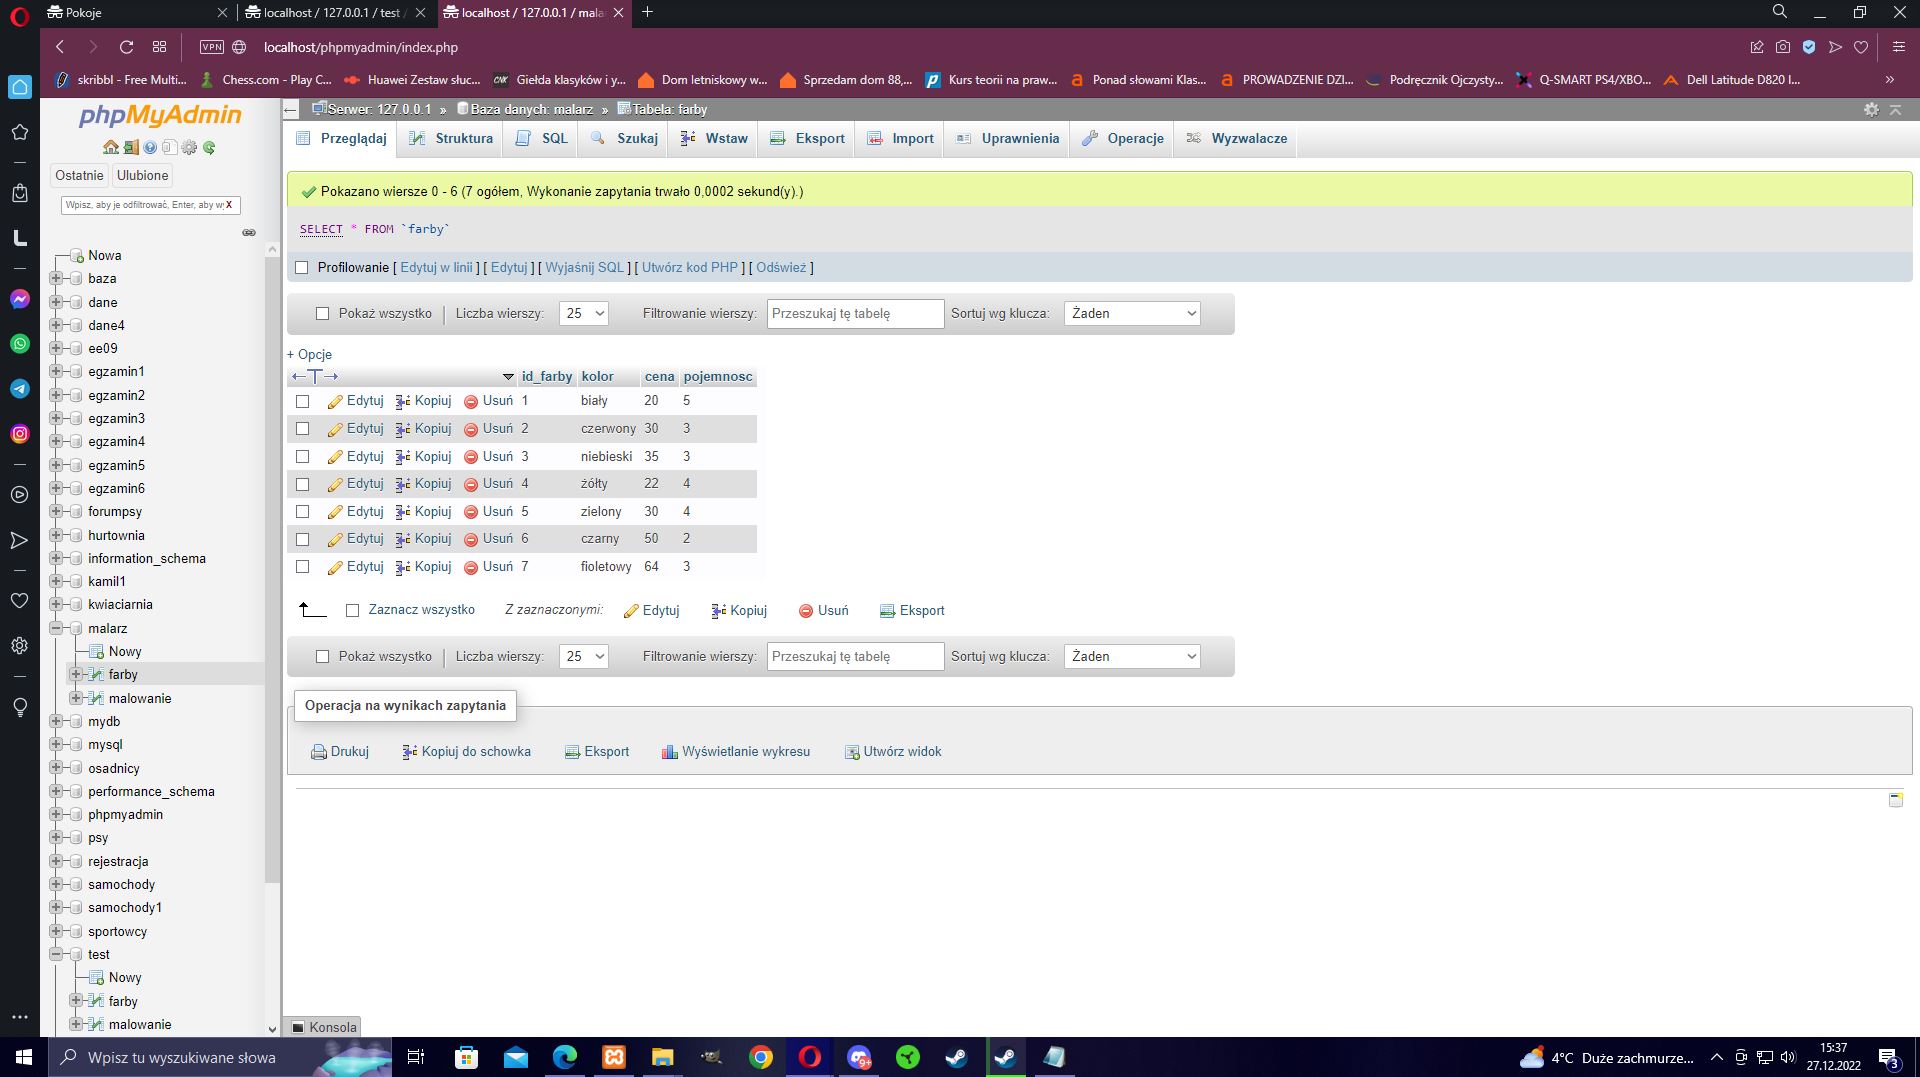 Pokoje
localhost / 127.0.0.1 / test
localhost / 127.0.0.1 / mala
VPN
localhost/phpmyadmin/index.php
skribbl - Free Multi...
Chess.com - Play C...
Huawei Zestaw słuc...
Giełda klasyków i y...
Dom letniskowy w...
Sprzedam dom 88,...
Kurs teorii na praw...
Ponad słowami Klas...
PROWADZENIE DZI...
Podręcznik Ojczysty...
Q-SMART PS4/XBO...
Dell Latitude D820 I...
»
phpMyAdmin
Ostatnie
Ulubione
Wpisz, aby je odfiltrować, Enter, aby wy
X
Nowa
baza
dane
dane4
ee09
egzamin1
egzamin2
egzamin3
egzamin4
egzamin5
egzamin6
forumpsy
hurtownia
information_schema
kamil1
kwiaciarnia
malarz
Nowy
farby
malowanie
mydb
mysql
osadnicy
performance_schema
phpmyadmin
psy
rejestracja
samochody
samochody1
sportowcy
test
Nowy
farby
malowanie
Serwer: 127.0.0.1 » Baza danych: malarz » Tabela: farby
Przeglądaj
Struktura
SQL
Szukaj
Wstaw
Eksport
Import
Uprawnienia
Operacje
Wyzwalacze
Pokazano wiersze 0 - 6 (7 ogółem, Wykonanie zapytania trwało 0,0002 sekund(y).)
SELECT * FROM `farby`
Profilowanie [ Edytuj w linii ] [ Edytuj ] [ Wyjaśnij SQL ] [ Utwórz kod PHP ] [ Odśwież ]
Pokaż wszystko | Liczba wierszy: 25 Filtrowanie wierszy: Przeszukaj tę tabelę Sortuj wg klucza: Żaden
+ Opcje
←T→ id_farby kolor cena pojemnosc
Edytuj Kopiuj Usuń 1 biały 20 5
Edytuj Kopiuj Usuń 2 czerwony 30 3
Edytuj Kopiuj Usuń 3 niebieski 35 3
Edytuj Kopiuj Usuń 4 żółty 22 4
Edytuj Kopiuj Usuń 5 zielony 30 4
Edytuj Kopiuj Usuń 6 czarny 50 2
Edytuj Kopiuj Usuń 7 fioletowy 64 3
Zaznacz wszystko Z zaznaczonymi: Edytuj Kopiuj Usuń Eksport
Pokaż wszystko | Liczba wierszy: 25 Filtrowanie wierszy: Przeszukaj tę tabelę Sortuj wg klucza: Żaden
Operacja na wynikach zapytania
Drukuj Kopiuj do schowka Eksport Wyświetlanie wykresu Utwórz widok
Konsola
Wpisz tu wyszukiwane słowa
9+
4°C Duże zachmurze...
15:37
27.12.2022
3